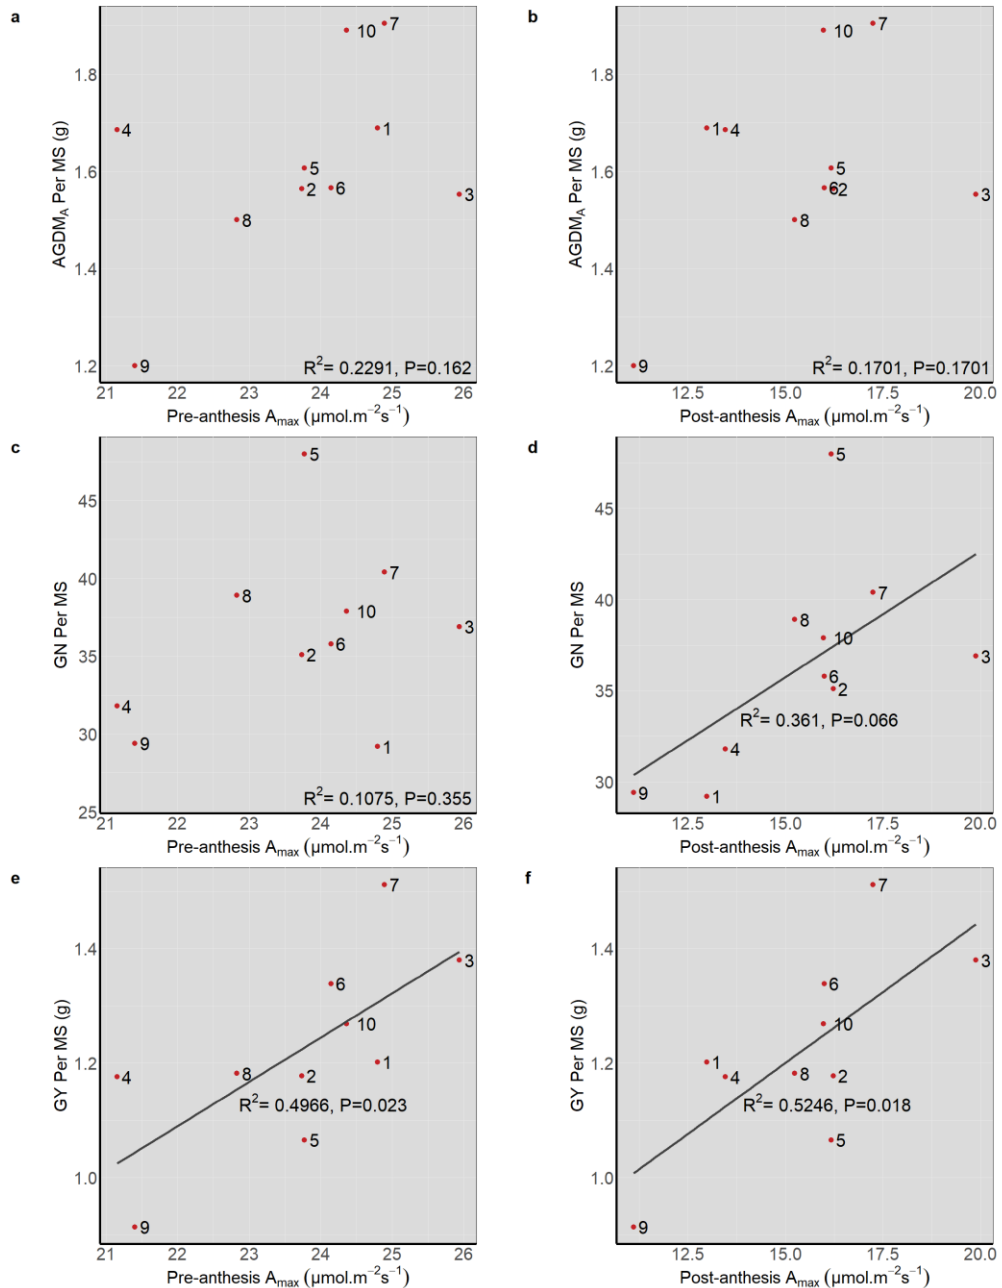 a
AGDM_A Per MS (g)
1.8
1.6
1.4
1.2
10
7
4
1
5
2
6
3
8
9
R²= 0.2291, P=0.162
21 22 23 24 25 26
Pre-anthesis A_max (µmol.m⁻²s⁻¹)
b
AGDM_A Per MS (g)
1.8
1.6
1.4
1.2
7
10
1
4
5
6
2
3
8
9
R²= 0.1701, P=0.1701
12.5 15.0 17.5 20.0
Post-anthesis A_max (µmol.m⁻²s⁻¹)
c
GN Per MS
45
40
35
30
25
5
7
8
10
3
6
2
4
9
1
R²= 0.1075, P=0.355
21 22 23 24 25 26
Pre-anthesis A_max (µmol.m⁻²s⁻¹)
d
GN Per MS
45
40
35
30
5
7
8
10
3
6
2
4
9
1
R²= 0.361, P=0.066
12.5 15.0 17.5 20.0
Post-anthesis A_max (µmol.m⁻²s⁻¹)
e
GY Per MS (g)
1.4
1.2
1.0
7
3
6
10
1
4
8
2
5
9
R²= 0.4966, P=0.023
21 22 23 24 25 26
Pre-anthesis A_max (µmol.m⁻²s⁻¹)
f
GY Per MS (g)
1.4
1.2
1.0
7
3
6
10
1
4
8
2
5
9
R²= 0.5246, P=0.018
12.5 15.0 17.5 20.0
Post-anthesis A_max (µmol.m⁻²s⁻¹)